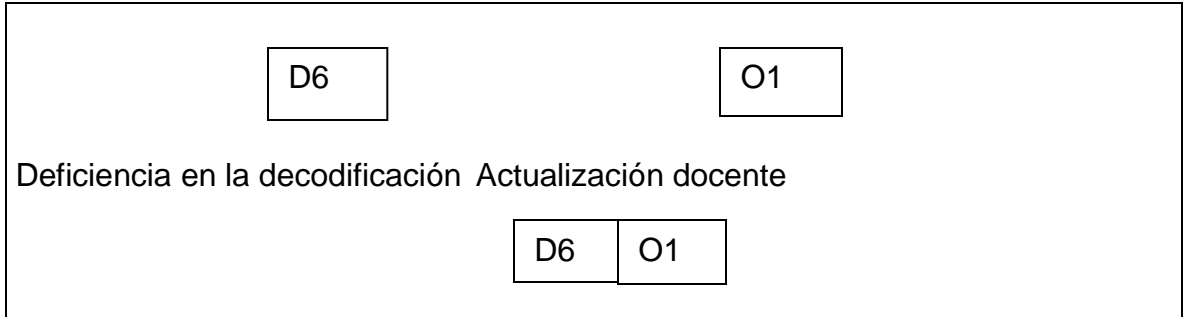 D6 O1
Deficiencia en la decodificación Actualización docente
D6 O1